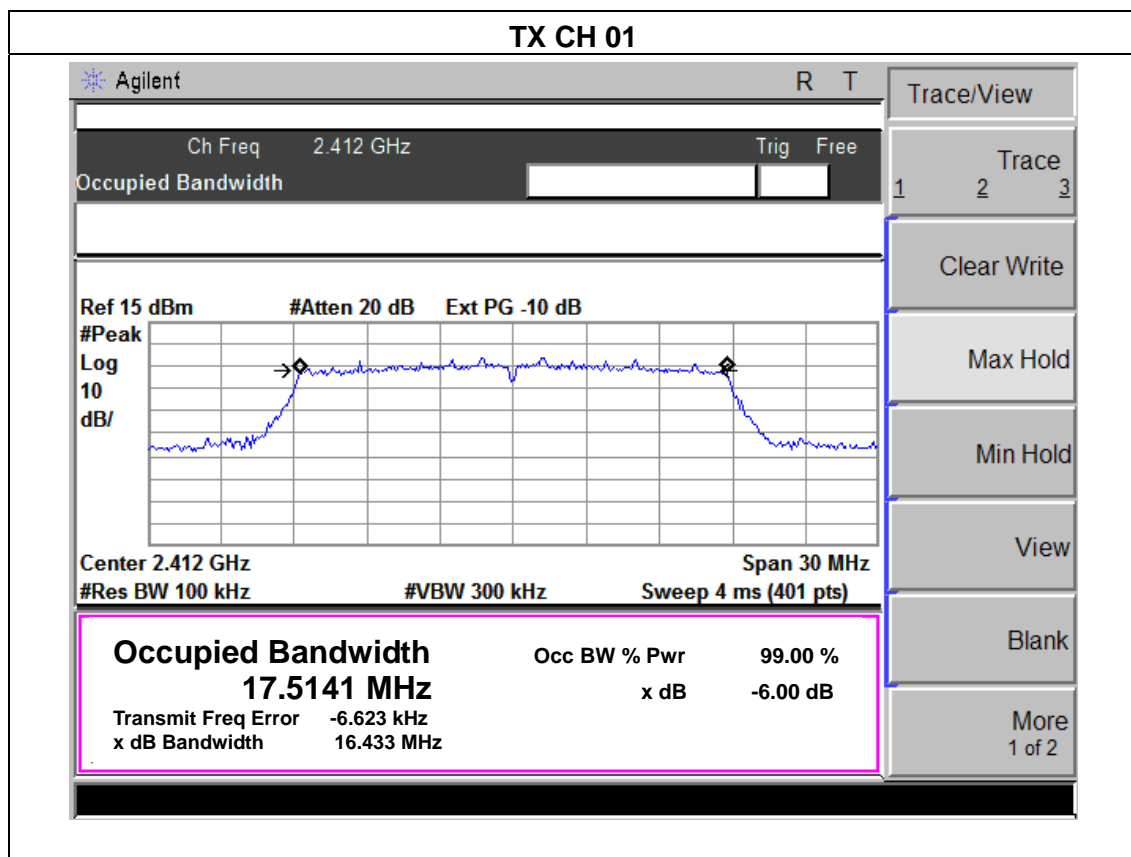 TX CH 01
Agilent R T
Trace/View
Ch Freq 2.412 GHz Trig Free
Occupied Bandwidth
Trace
1 2 3
Clear Write
Max Hold
Min Hold
View
Blank
More
1 of 2
Ref 15 dBm #Atten 20 dB Ext PG -10 dB
#Peak
Log
10
dB/
Center 2.412 GHz Span 30 MHz
#Res BW 100 kHz #VBW 300 kHz Sweep 4 ms (401 pts)
Occupied Bandwidth Occ BW % Pwr 99.00 %
17.5141 MHz x dB -6.00 dB
Transmit Freq Error -6.623 kHz
x dB Bandwidth 16.433 MHz